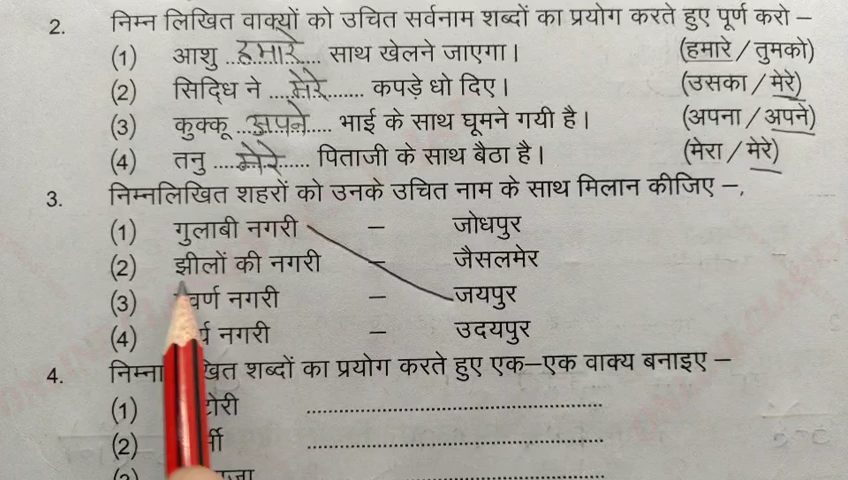 2. निम्न लिखित वाक्यों को उचित सर्वनाम शब्दों का प्रयोग करते हुए पूर्ण करो –
(1) आशु ...हमारे... साथ खेलने जाएगा। (हमारे / तुमको)
(2) सिद्धि ने ...मेरे....... कपड़े धो दिए। (उसका / मेरे)
(3) कुक्कू ...अपने.... भाई के साथ घूमने गयी है। (अपना / अपने)
(4) तनु ....मेरे...... पिताजी के साथ बैठा है। (मेरा / मेरे)
3. निम्नलिखित शहरों को उनके उचित नाम के साथ मिलान कीजिए –
(1) गुलाबी नगरी – जोधपुर
(2) झीलों की नगरी – जैसलमेर
(3) वर्ण नगरी – जयपुर
(4) नगरी – उदयपुर
4. खित शब्दों का प्रयोग करते हुए एक–एक वाक्य बनाइए –
(1) टोरी ..............................................
(2) ..............................................